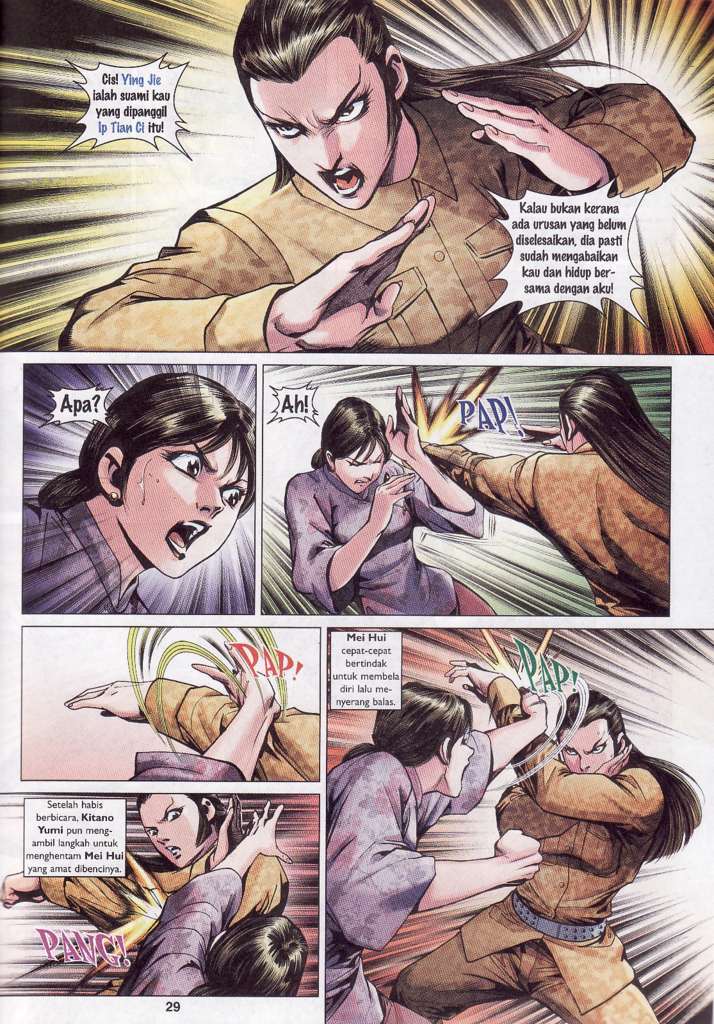 Cis! Ying Jie
ialah suami kau
yang dipanggil
Ip Tian Ci itu!
Kalau bukan kerana
ada urusan yang belum
diselesaikan, dia pasti
sudah mengabaikan
kau dan hidup ber-
sama dengan aku!
Apa?
Ah!
PAP!
PAP!
Setelah habis
berbicara, Kitano
Yumi pun meng-
ambil langkah untuk
menghentam Mei Hui
yang amat dibencinya.
PANG!
Mei Hui
cepat-cepat
bertindak
untuk membela
diri lalu me-
nyerang balas.
PAP!
29